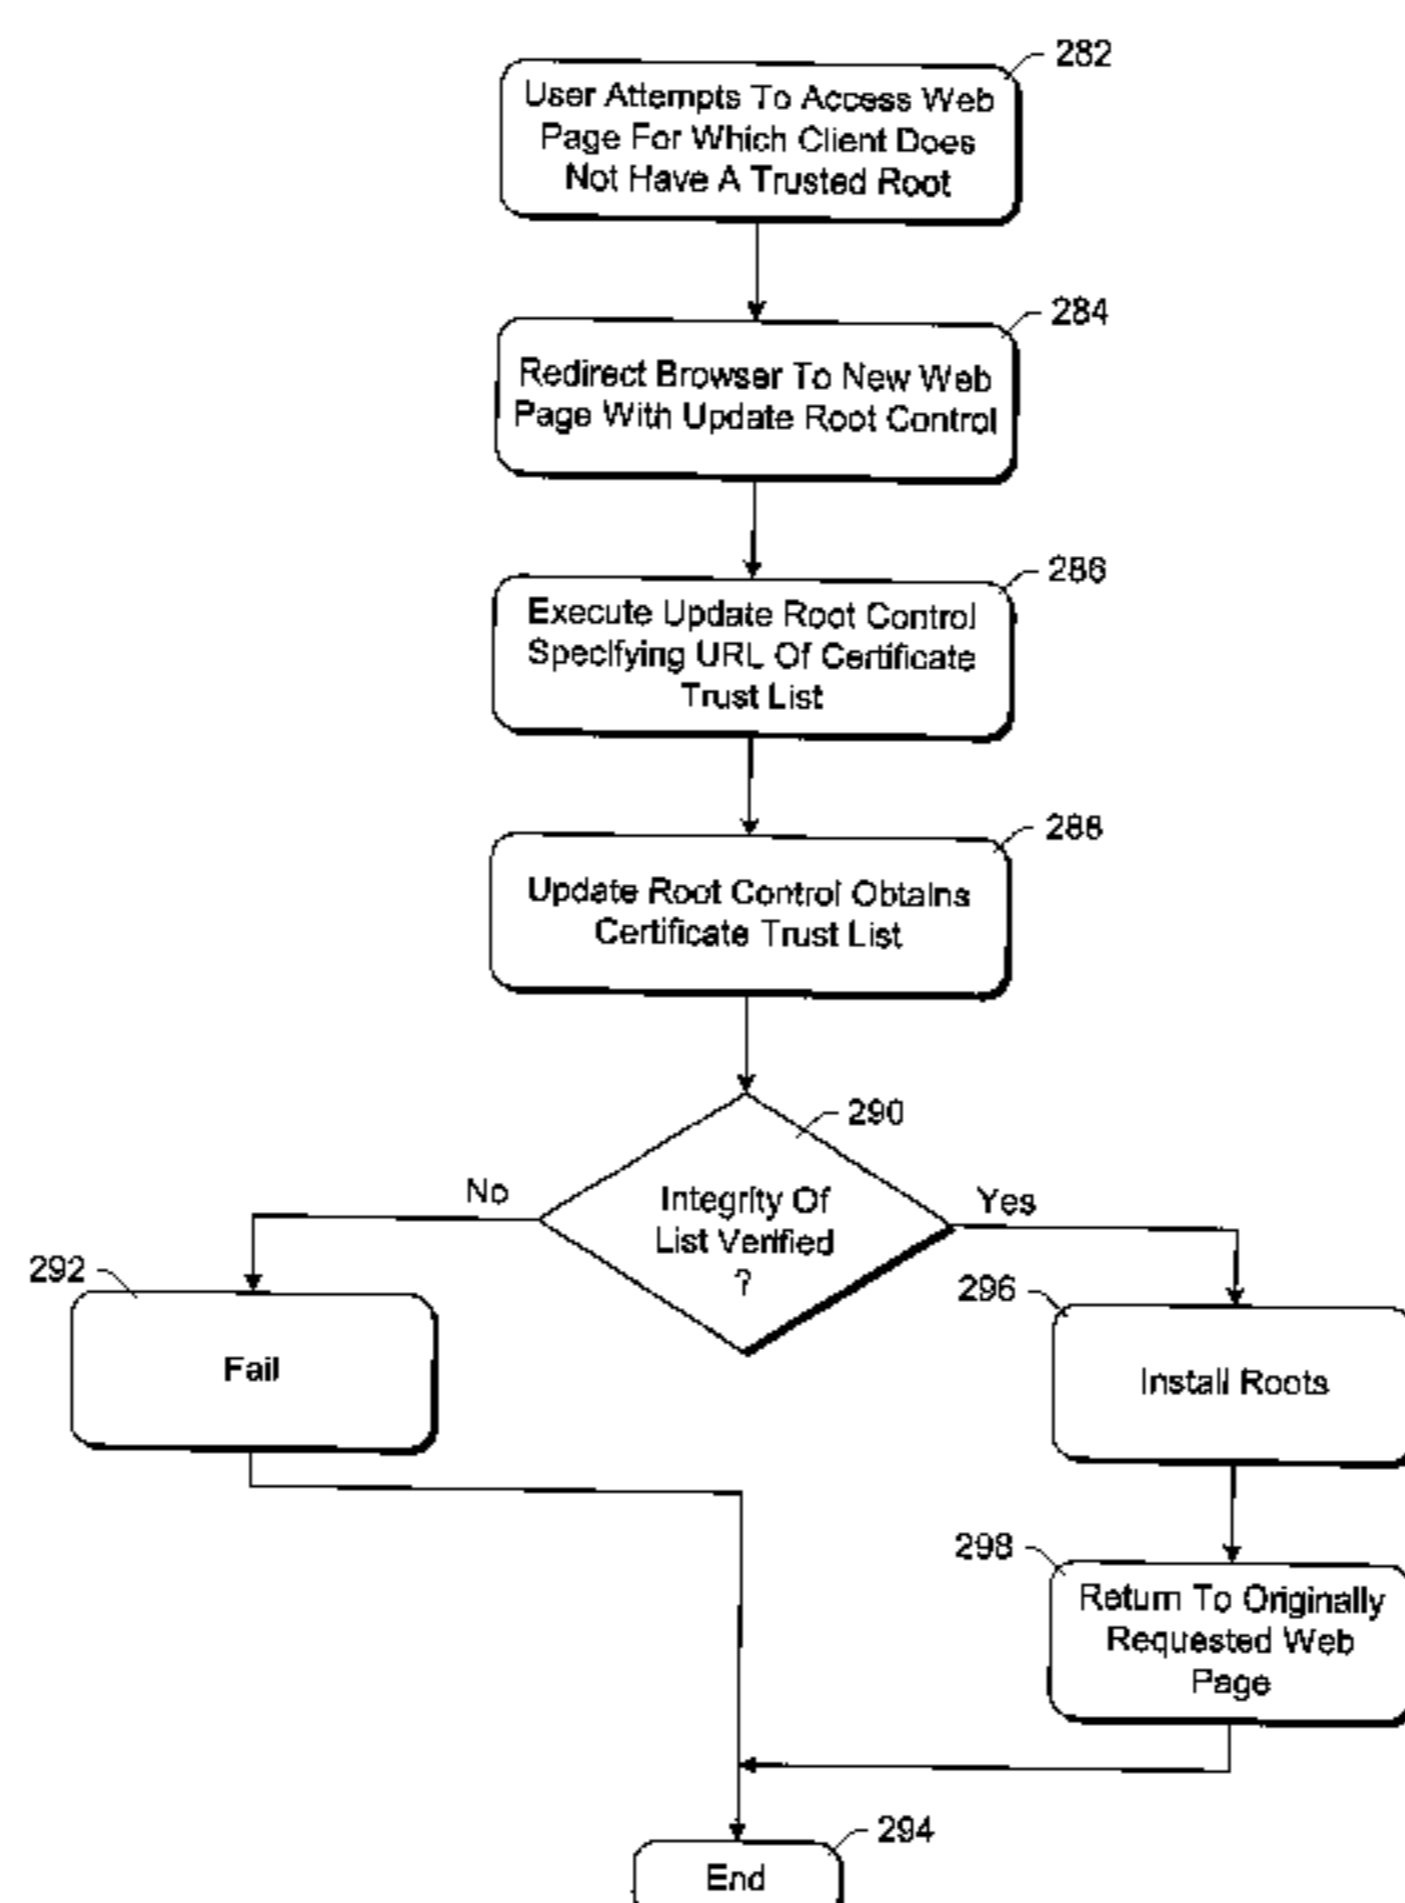 282
User Attempts To Access Web
Page For Which Client Does
Not Have A Trusted Root
284
Redirect Browser To New Web
Page With Update Root Control
286
Execute Update Root Control
Specifying URL Of Certificate
Trust List
288
Update Root Control Obtains
Certificate Trust List
290
No
Integrity Of
List Verified
?
Yes
292
Fail
296
Install Roots
298
Return To Originally
Requested Web
Page
294
End